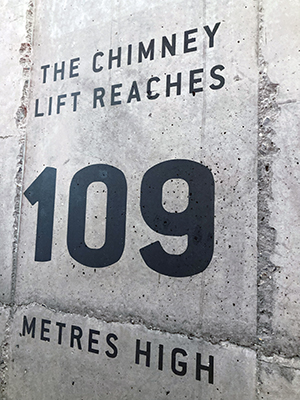 THE CHIMNEY
LIFT REACHES
109
METRES HIGH